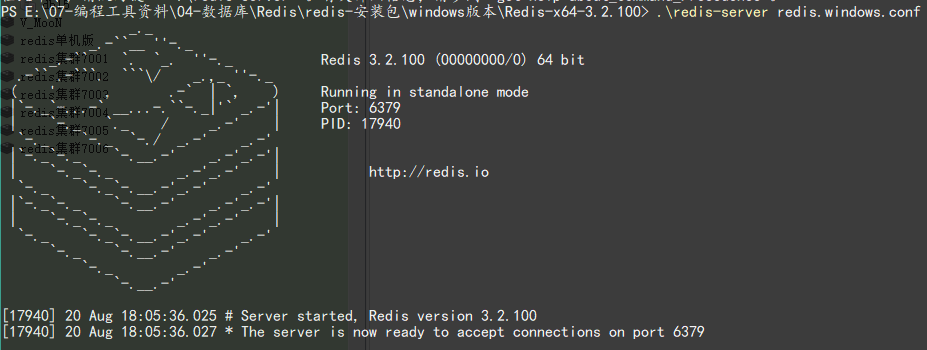 V_MooN
PS E:\07-编程工具资料\04-数据库\Redis\redis-安装包\windows版本\Redis-x64-3.2.100> .\redis-server redis.windows.conf
redis单机版
redis集群7001
redis集群7002
redis集群7003
redis集群7004
redis集群7005
redis集群7006
Redis 3.2.100 (00000000/0) 64 bit
Running in standalone mode
Port: 6379
PID: 17940
http://redis.io
[17940] 20 Aug 18:05:36.025 # Server started, Redis version 3.2.100
[17940] 20 Aug 18:05:36.027 * The server is now ready to accept connections on port 6379